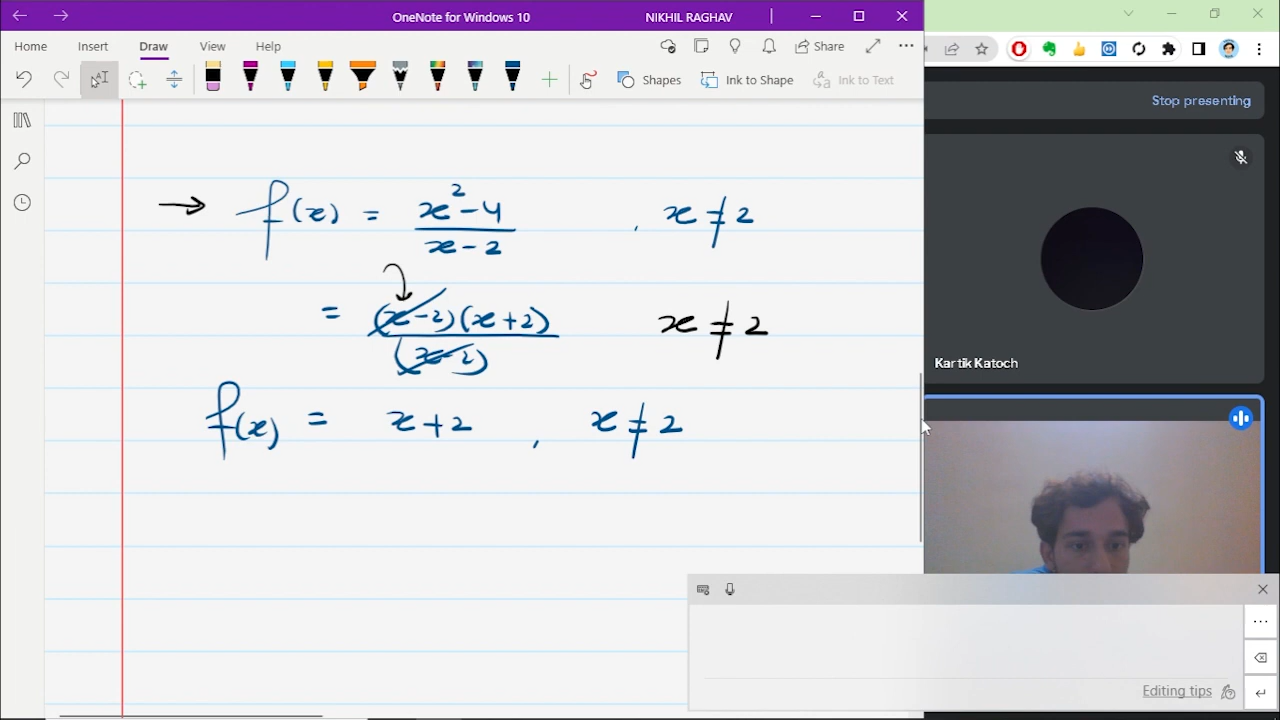 OneNote for Windows 10
NIKHIL RAGHAV
Home Insert Draw View Help
Share
Shapes Ink to Shape Ink to Text
Stop presenting
→ f(x) = x²-4 / x-2 , x ≠ 2
= (x-2)(x+2) / (x-2) x ≠ 2
f(x) = x+2 , x ≠ 2
Kartik Katoch
Editing tips